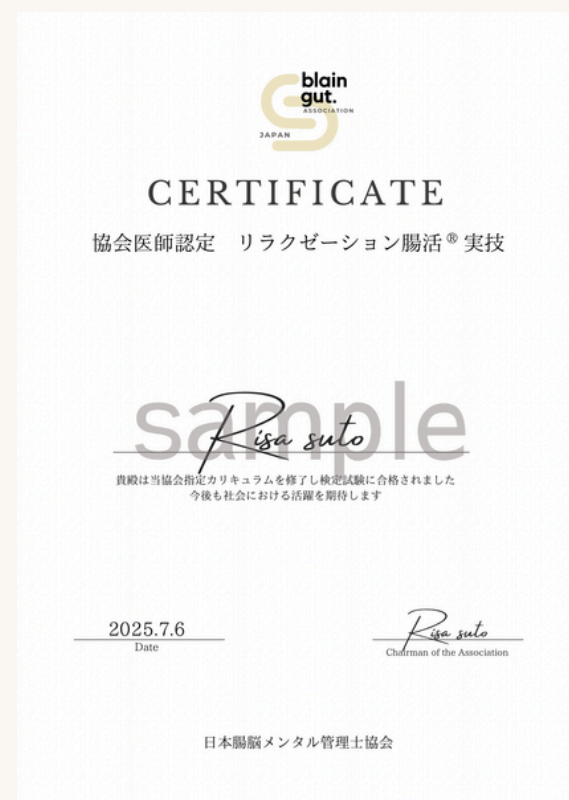 blain
gut.
ASSOCIATION
JAPAN
CERTIFICATE
協会医師認定　リラクゼーション腸活®実技
sample
Risa suto
貴殿は当協会指定カリキュラムを修了し検定試験に合格されました
今後も社会における活躍を期待します
2025.7.6
Date
Risa suto
Chairman of the Association
日本腸脳メンタル管理士協会